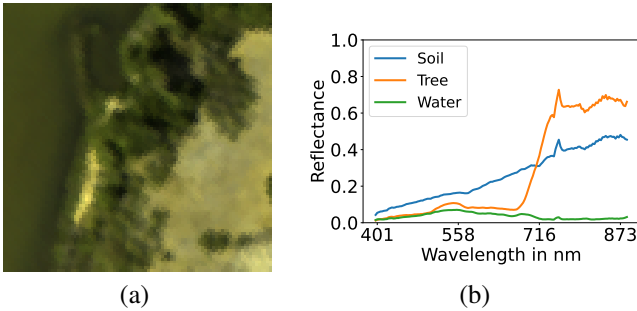 1.0
0.8
0.6
0.4
0.2
0.0
Reflectance
Soil
Tree
Water
401 558 716 873
Wavelength in nm
(a) (b)